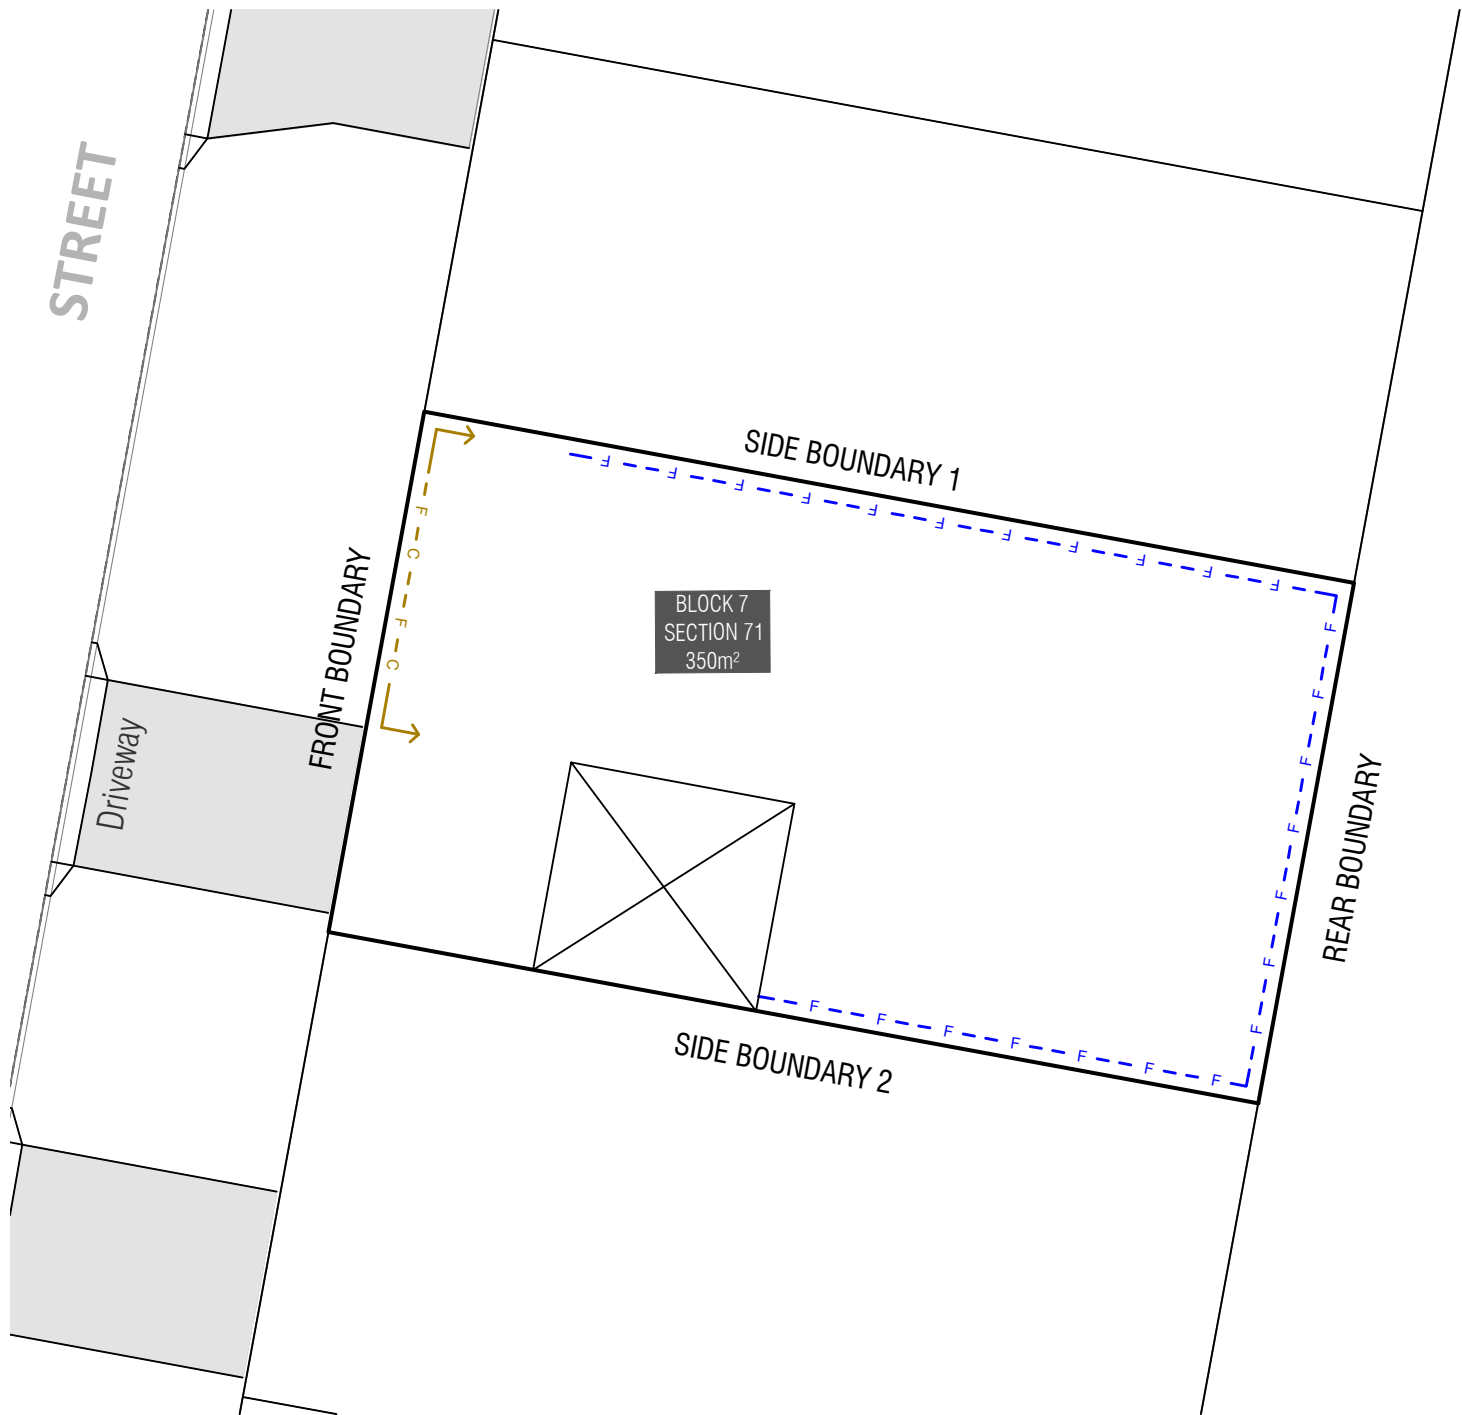 STREET
SIDE BOUNDARY 1
F F F F F F F F F F F
F
C
F
C
FRONT BOUNDARY
BLOCK 7
SECTION 71
350m²
F
F
F
F
F
F
F
Driveway
REAR BOUNDARY
F F F F F F F
SIDE BOUNDARY 2